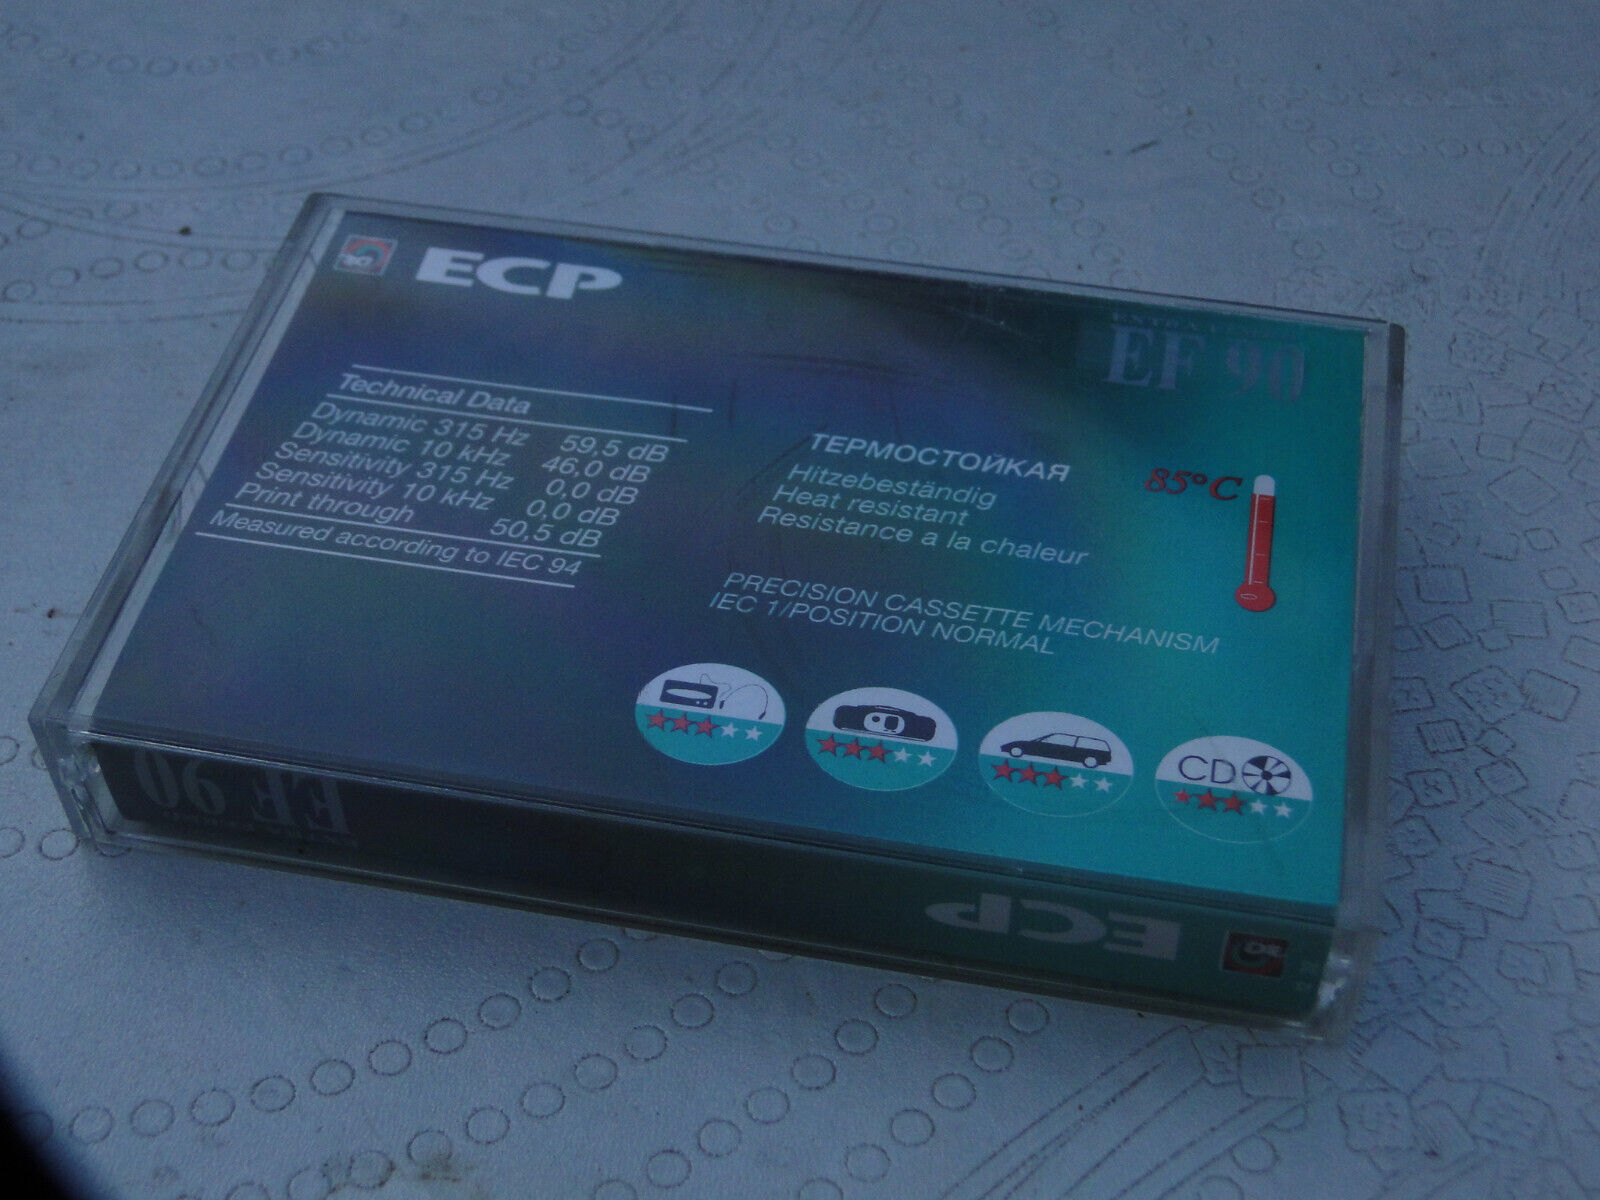 ECP
EF 90
Technical Data
Dynamic 315 Hz 59,5 dB
Dynamic 10 kHz 46,0 dB
Sensitivity 315 Hz 0,0 dB
Sensitivity 10 kHz 0,0 dB
Print through 50,5 dB
Measured according to IEC 94
ТЕРМОСТОЙКАЯ
Hitzebeständig
Heat resistant
Resistance a la chaleur
85°C
PRECISION CASSETTE MECHANISM
IEC 1/POSITION NORMAL
CD
EF 90
ECP